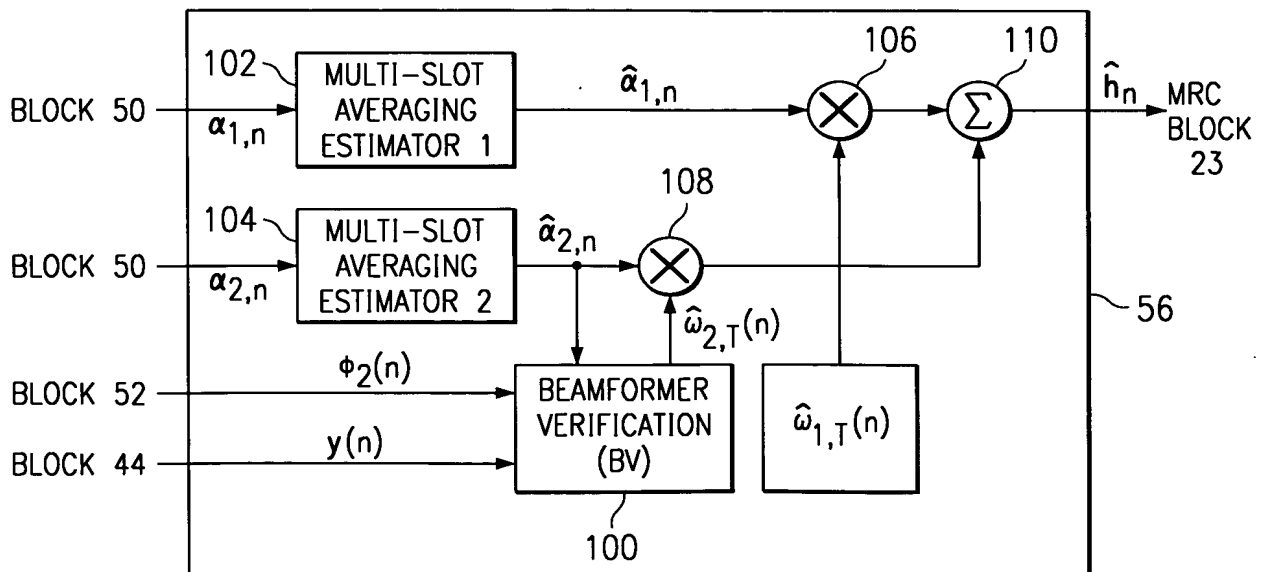 102
MULTI-SLOT
AVERAGING
ESTIMATOR 1
BLOCK 50
α1,n
α̂1,n
106
110
Σ
ĥn
MRC
BLOCK
23
104
MULTI-SLOT
AVERAGING
ESTIMATOR 2
BLOCK 50
α2,n
α̂2,n
108
ω̂2,T(n)
56
BLOCK 52
ϕ2(n)
BLOCK 44
y(n)
BEAMFORMER
VERIFICATION
(BV)
100
ω̂1,T(n)